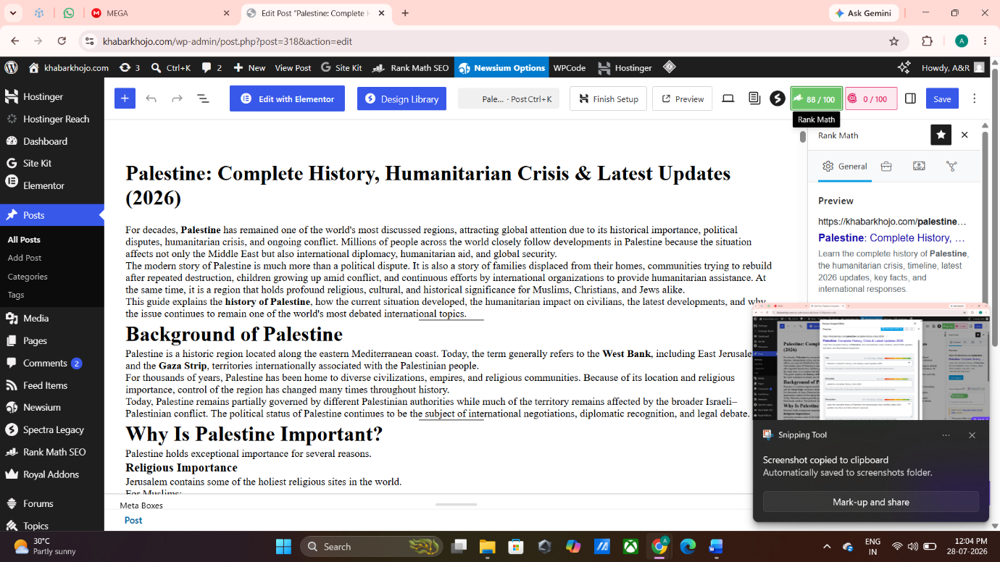 MEGA
Edit Post "Palestine: Complete H
Ask Gemini
khabarkhojo.com/wp-admin/post.php?post=318&action=edit
A
khabarkhojo.com
3
Ctrl+K
2
New
View Post
Site Kit
Rank Math SEO
Newsium Options
WPCode
Hostinger
Howdy, A&R
Hostinger
Hostinger Reach
Dashboard
Site Kit
Elementor
Posts
All Posts
Add Post
Categories
Tags
Media
Pages
Comments 2
Feed Items
Newsium
Spectra Legacy
Rank Math SEO
Royal Addons
Forums
Topics
Edit with Elementor
Design Library
Pale... · Post Ctrl+K
Finish Setup
Preview
88 / 100
0 / 100
Save
Rank Math
Palestine: Complete History, Humanitarian Crisis & Latest Updates
(2026)
For decades, Palestine has remained one of the world's most discussed regions, attracting global attention due to its historical importance, political
disputes, humanitarian crisis, and ongoing conflict. Millions of people across the world closely follow developments in Palestine because the situation
affects not only the Middle East but also international diplomacy, humanitarian aid, and global security.
The modern story of Palestine is much more than a political dispute. It is also a story of families displaced from their homes, communities trying to rebuild
after repeated destruction, children growing up amid conflict, and continuous efforts by international organizations to provide humanitarian assistance. At
the same time, it is a region that holds profound religious, cultural, and historical significance for Muslims, Christians, and Jews alike.
This guide explains the history of Palestine, how the current situation developed, the humanitarian impact on civilians, the latest developments, and why
the issue continues to remain one of the world's most debated international topics.
Background of Palestine
Palestine is a historic region located along the eastern Mediterranean coast. Today, the term generally refers to the West Bank, including East Jerusale
and the Gaza Strip, territories internationally associated with the Palestinian people.
For thousands of years, Palestine has been home to diverse civilizations, empires, and religious communities. Because of its location and religious
importance, control of the region has changed many times throughout history.
Today, Palestine remains partially governed by different Palestinian authorities while much of the territory remains affected by the broader Israeli–
Palestinian conflict. The political status of Palestine continues to be the subject of international negotiations, diplomatic recognition, and legal debate.
Why Is Palestine Important?
Palestine holds exceptional importance for several reasons.
Religious Importance
Jerusalem contains some of the holiest religious sites in the world.
For Muslims:
Meta Boxes
Post
Rank Math
General
Preview
https://khabarkhojo.com/palestine...
Palestine: Complete History, ...
Learn the complete history of Palestine,
the humanitarian crisis, timeline, latest
2026 updates, key facts, and
international responses.
Snipping Tool
Screenshot copied to clipboard
Automatically saved to screenshots folder.
Mark-up and share
30°C
Partly sunny
Search
ENG
IN
12:04 PM
28-07-2026